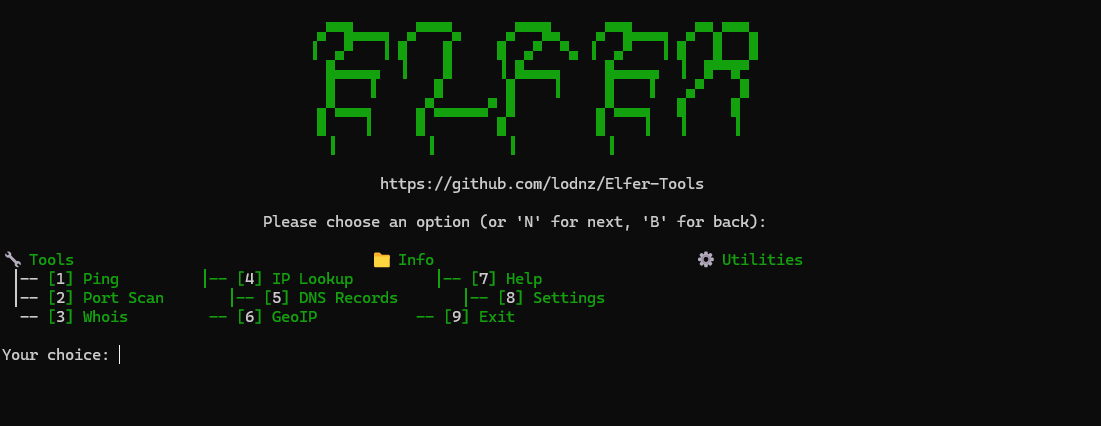 ELFER
https://github.com/lodnz/Elfer-Tools
Please choose an option (or 'N' for next, 'B' for back):
🔧 Tools 📁 Info ⚙️ Utilities
|-- [1] Ping |-- [4] IP Lookup |-- [7] Help
|-- [2] Port Scan |-- [5] DNS Records |-- [8] Settings
-- [3] Whois -- [6] GeoIP -- [9] Exit
Your choice: